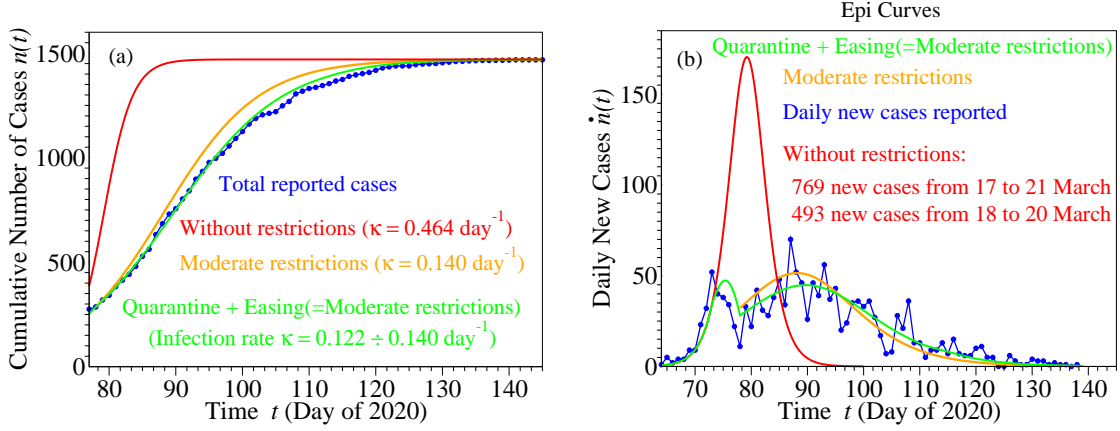 Cumulative Number of Cases n(t)
1500
1000
500
0
(a)
Total reported cases
Without restrictions (κ = 0.464 day⁻¹)
Moderate restrictions (κ = 0.140 day⁻¹)
Quarantine + Easing(=Moderate restrictions)
(Infection rate κ = 0.122 ÷ 0.140 day⁻¹)
80 90 100 110 120 130 140
Time t (Day of 2020)
Epi Curves
Daily New Cases ṅ(t)
150
100
50
0
Quarantine + Easing(=Moderate restrictions)
(b)
Moderate restrictions
Daily new cases reported
Without restrictions:
769 new cases from 17 to 21 March
493 new cases from 18 to 20 March
70 80 90 100 110 120 130 140
Time t (Day of 2020)